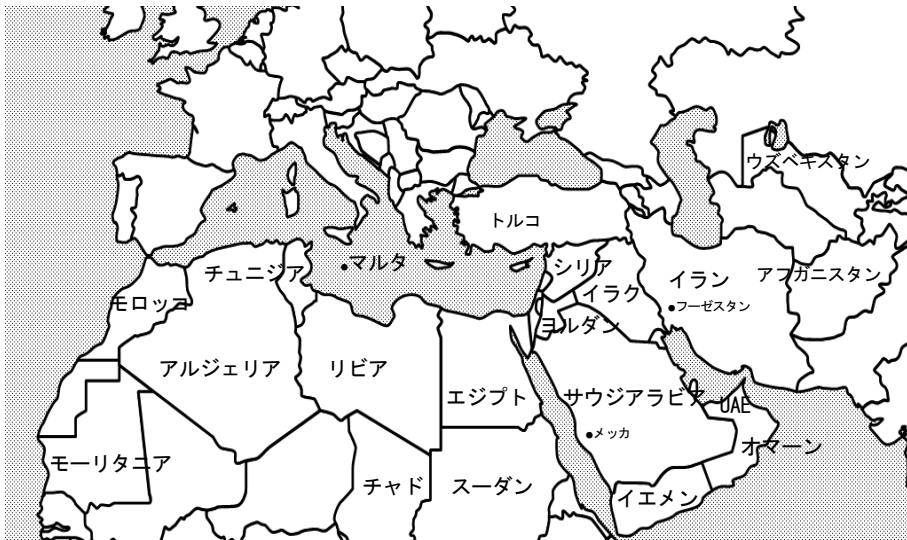 ウズベキスタン
トルコ
チュニジア
マルタ
シリア
イラン
アフガニスタン
モロッコ
イラク
フーゼスタン
ヨルダン
アルジェリア
リビア
エジプト
サウジアラビア
UAE
メッカ
オマーン
モーリタニア
チャド
スーダン
イエメン